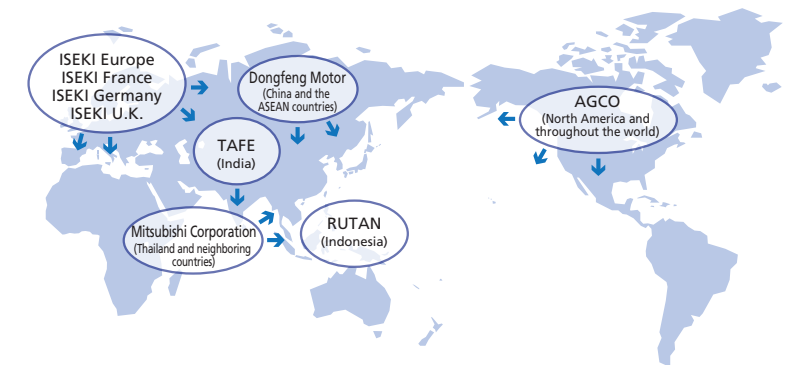 ISEKI Europe
ISEKI France
ISEKI Germany
ISEKI U.K.
Dongfeng Motor
(China and the
ASEAN countries)
TAFE
(India)
Mitsubishi Corporation
(Thailand and neighboring
countries)
RUTAN
(Indonesia)
AGCO
(North America and
throughout the world)